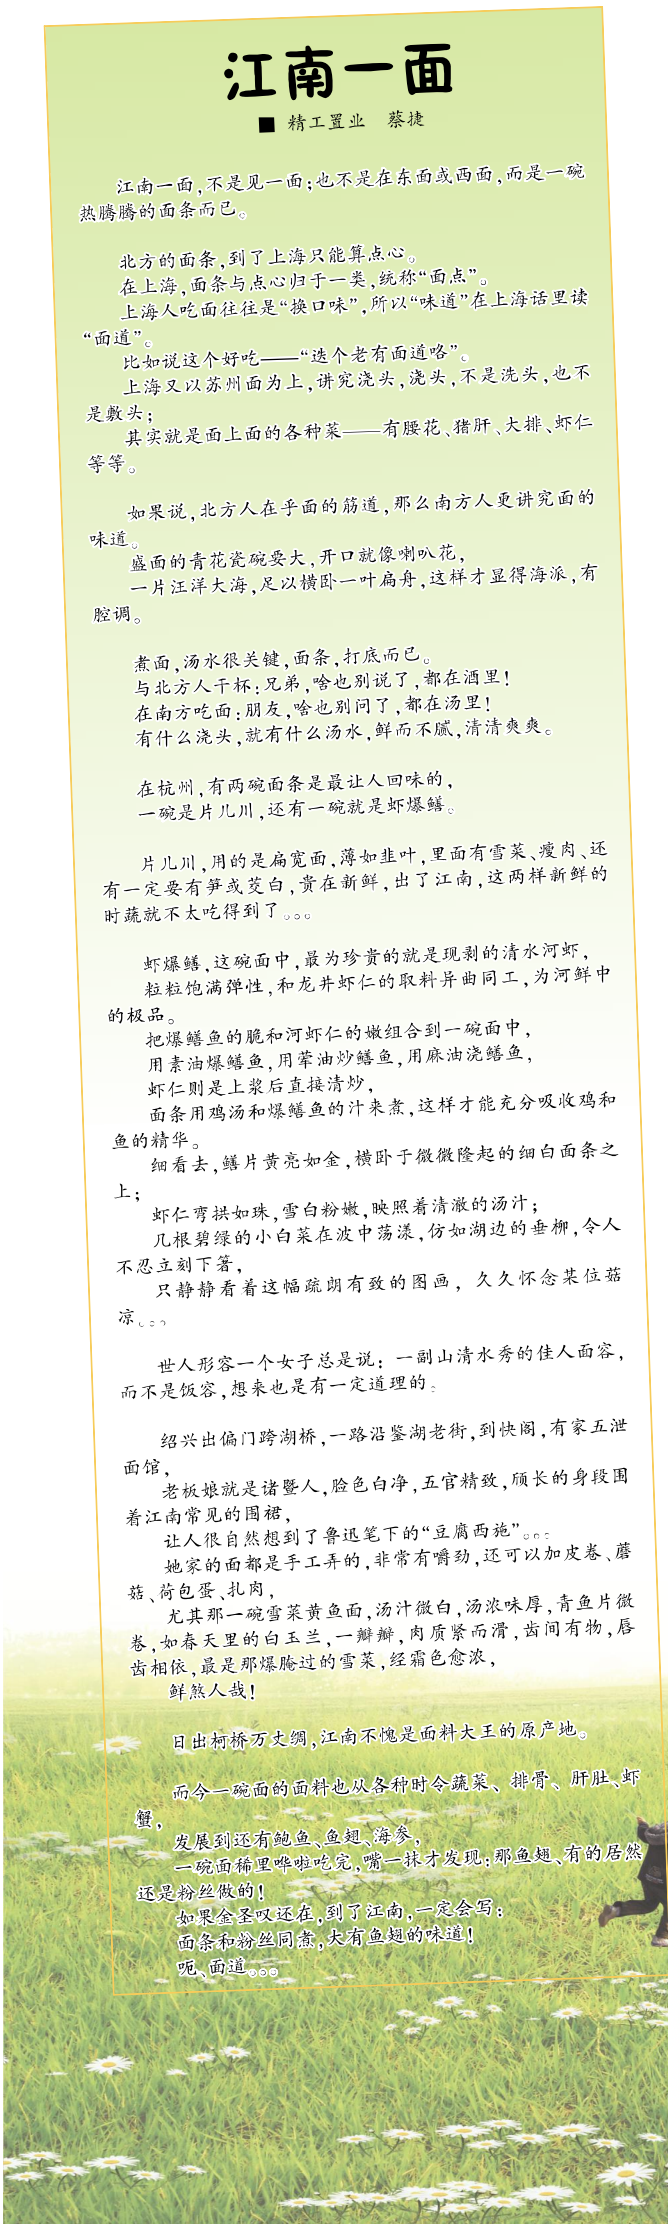 江南一面
■ 精工置业 蔡捷
江南一面,不是见一面;也不是在东面或西面,而是一碗
热腾腾的面条而已。
北方的面条,到了上海只能算点心。
在上海,面条与点心归于一类,统称“面点”。
上海人吃面往往是“换口味”,所以“味道”在上海话里读
“面道”。
比如说这个好吃——“迭个老有面道咯”。
上海又以苏州面为上,讲究浇头,浇头,不是洗头,也不
是敷头;
其实就是面上面的各种菜——有腰花、猪肝、大排、虾仁
等等。
如果说,北方人在乎面的筋道,那么南方人更讲究面的
味道。
盛面的青花瓷碗要大,开口就像喇叭花,
一片汪洋大海,足以横卧一叶扁舟,这样才显得海派,有
腔调。
煮面,汤水很关键,面条,打底而已。
与北方人干杯:兄弟,啥也别说了,都在酒里!
在南方吃面:朋友,啥也别问了,都在汤里!
有什么浇头,就有什么汤水,鲜而不腻,清清爽爽。
在杭州,有两碗面条是最让人回味的,
一碗是片儿川,还有一碗就是虾爆鳝。
片儿川,用的是扁宽面,薄如韭叶,里面有雪菜、瘦肉、还
有一定要有笋或茭白,贵在新鲜,出了江南,这两样新鲜的
时蔬就不太吃得到了。。。
虾爆鳝,这碗面中,最为珍贵的就是现剥的清水河虾,
粒粒饱满弹性,和龙井虾仁的取料异曲同工,为河鲜中
的极品。
把爆鳝鱼的脆和河虾仁的嫩组合到一碗面中,
用素油爆鳝鱼,用荤油炒鳝鱼,用麻油浇鳝鱼,
虾仁则是上浆后直接清炒,
面条用鸡汤和爆鳝鱼的汁来煮,这样才能充分吸收鸡和
鱼的精华。
细看去,鳝片黄亮如金,横卧于微微隆起的细白面条之
上;
虾仁弯拱如珠,雪白粉嫩,映照着清澈的汤汁;
几根碧绿的小白菜在波中荡漾,仿如湖边的垂柳,令人
不忍立刻下箸,
只静静看着这幅疏朗有致的图画,久久怀念某位菇
凉。。。
世人形容一个女子总是说:一副山清水秀的佳人面容,
而不是饭容,想来也是有一定道理的。
绍兴出偏门跨湖桥,一路沿鉴湖老街,到快阁,有家五泄
面馆,
老板娘就是诸暨人,脸色白净,五官精致,颀长的身段围
着江南常见的围裙,
让人很自然想到了鲁迅笔下的“豆腐西施”。。。
她家的面都是手工弄的,非常有嚼劲,还可以加皮卷、蘑
菇、荷包蛋、扎肉,
尤其那一碗雪菜黄鱼面,汤汁微白,汤浓味厚,青鱼片微
卷,如春天里的白玉兰,一瓣瓣,肉质紧而滑,齿间有物,唇
齿相依,最是那爆腌过的雪菜,经霜色愈浓,
鲜煞人哉!
日出柯桥万丈绸,江南不愧是面料大王的原产地。
而今一碗面的面料也从各种时令蔬菜、排骨、肝肚、虾
蟹,
发展到还有鲍鱼、鱼翅、海参,
一碗面稀里哗啦吃完,嘴一抹才发现:那鱼翅、有的居然
还是粉丝做的!
如果金圣叹还在,到了江南,一定会写:
面条和粉丝同煮,大有鱼翅的味道!
呃、面道。。。